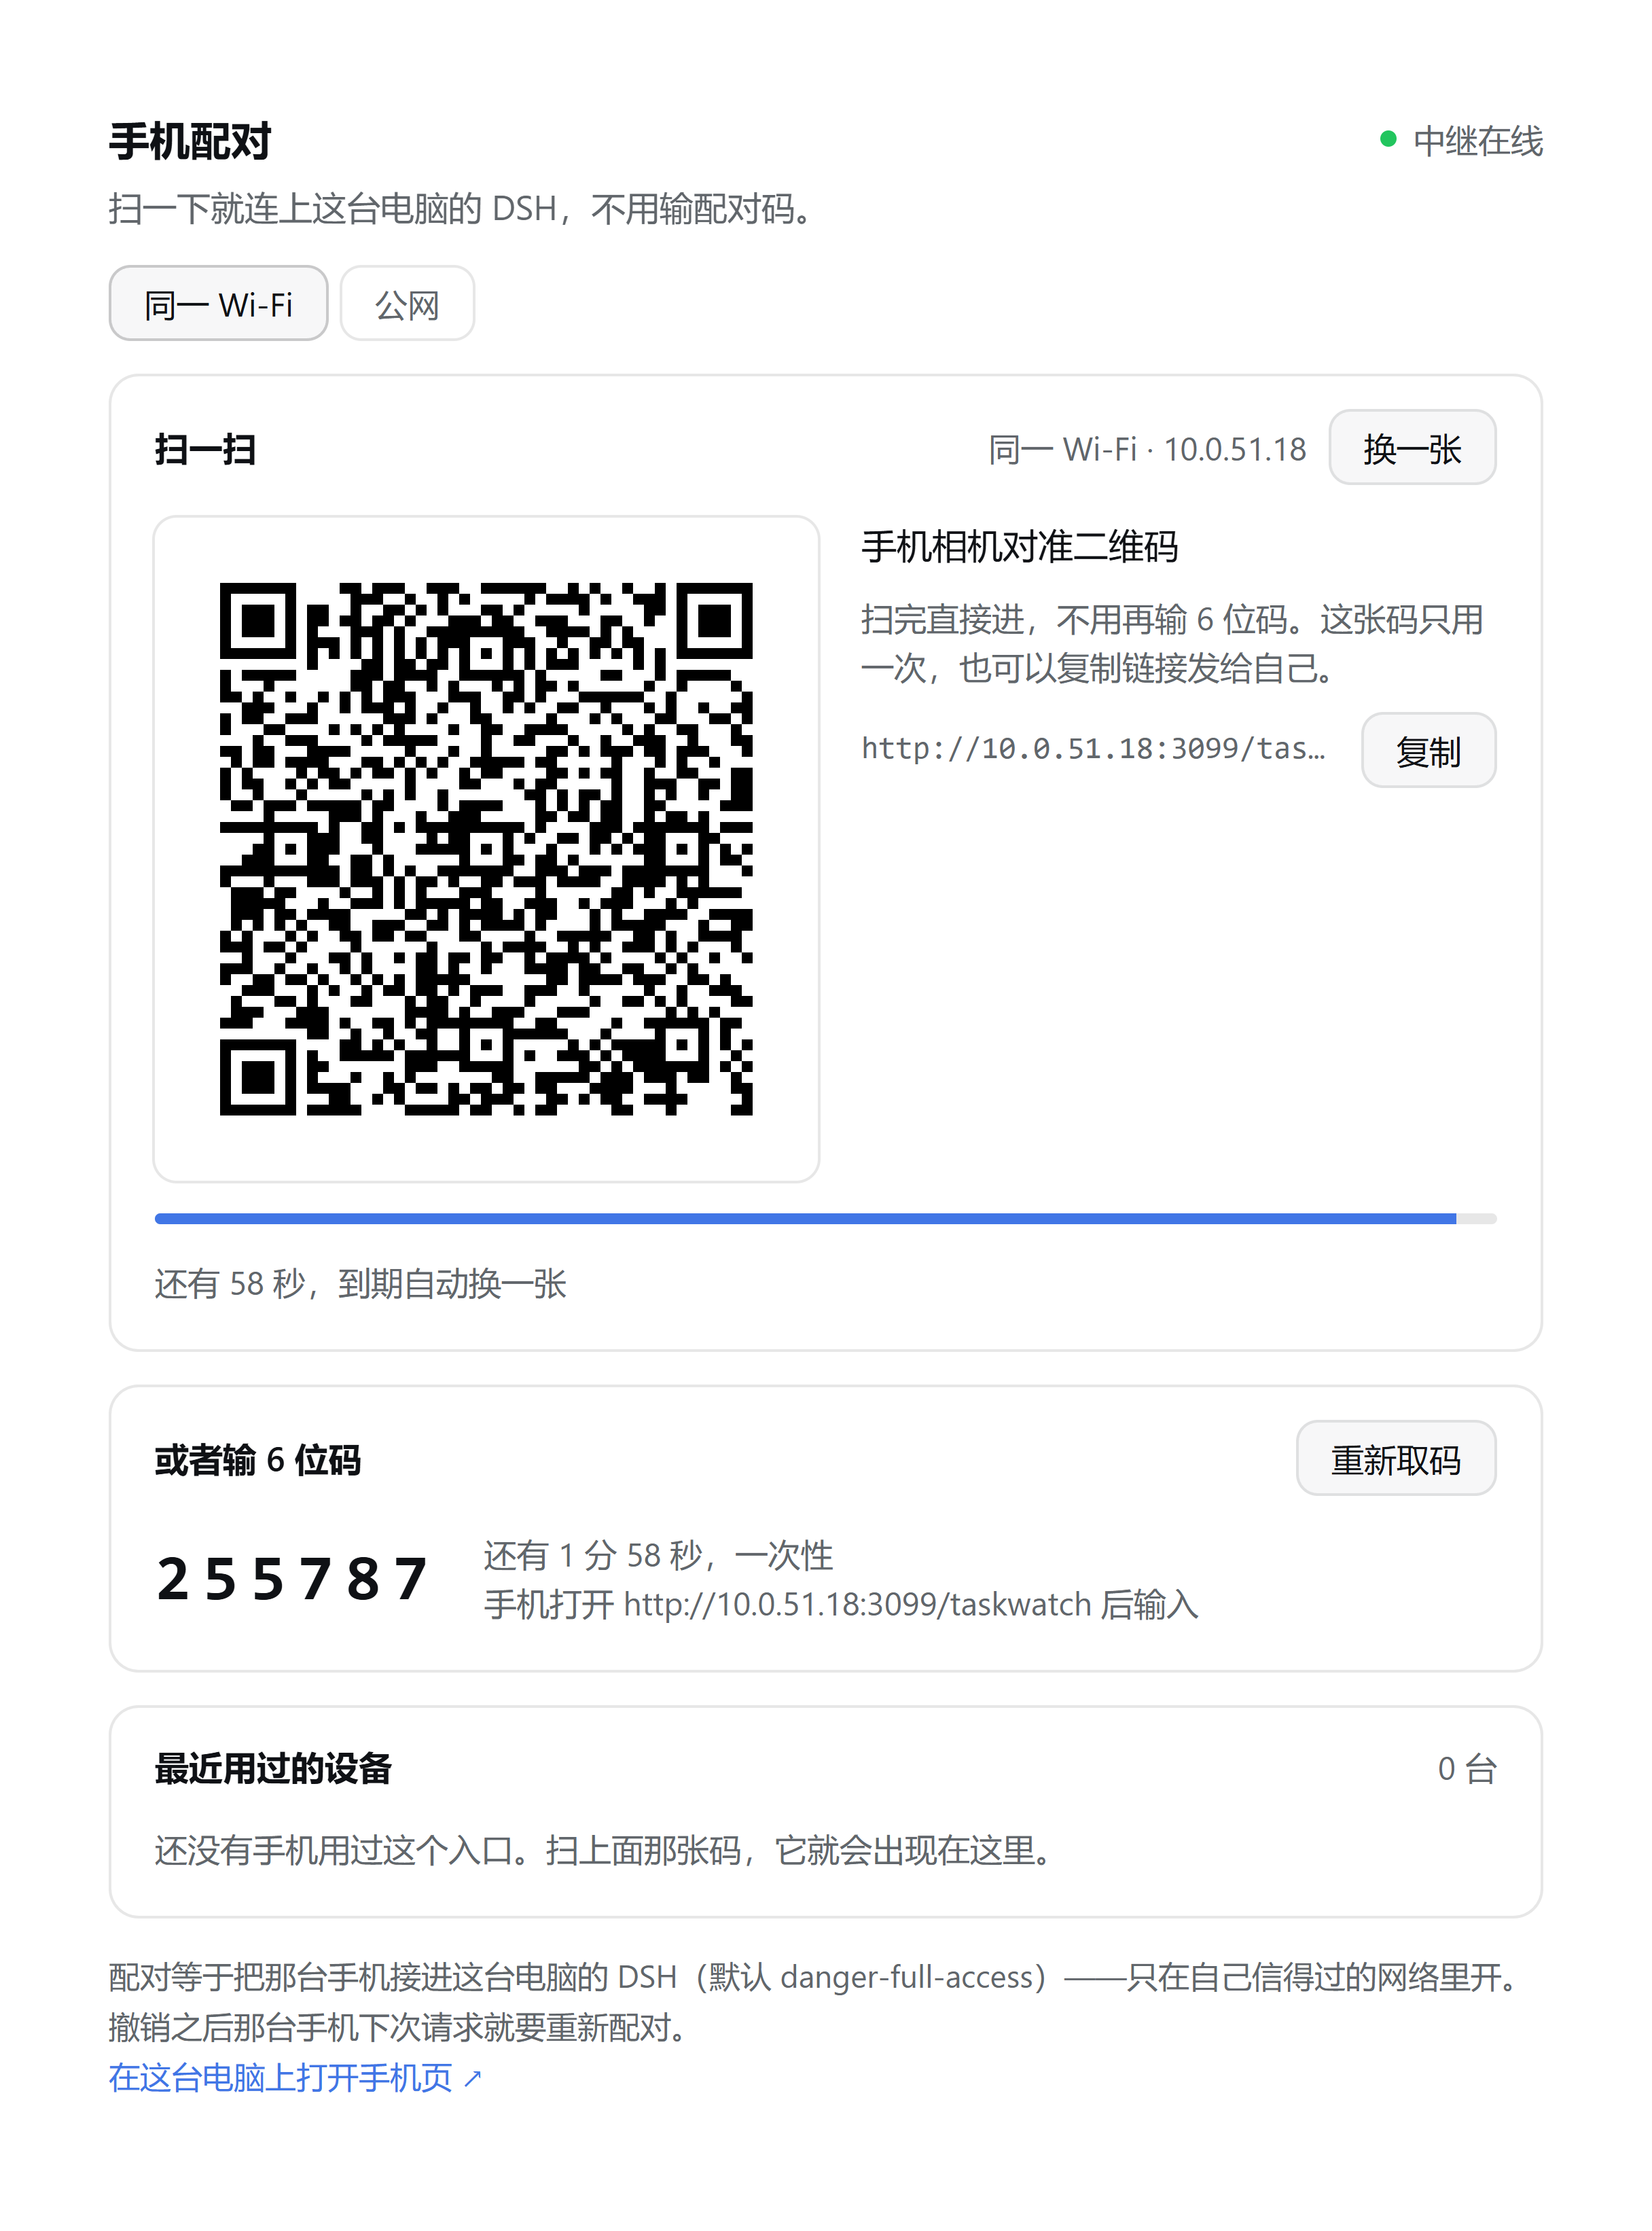 手机配对
中继在线
扫一下就连上这台电脑的 DSH，不用输配对码。
同一 Wi-Fi
公网
扫一扫
同一 Wi-Fi · 10.0.51.18
换一张
手机相机对准二维码
扫完直接进，不用再输 6 位码。这张码只用
一次，也可以复制链接发给自己。
http://10.0.51.18:3099/tas…
复制
还有 58 秒，到期自动换一张
或者输 6 位码
重新取码
255787
还有 1 分 58 秒，一次性
手机打开 http://10.0.51.18:3099/taskwatch 后输入
最近用过的设备
0 台
还没有手机用过这个入口。扫上面那张码，它就会出现在这里。
配对等于把那台手机接进这台电脑的 DSH（默认 danger-full-access）——只在自己信得过的网络里开。
撤销之后那台手机下次请求就要重新配对。
在这台电脑上打开手机页 ↗